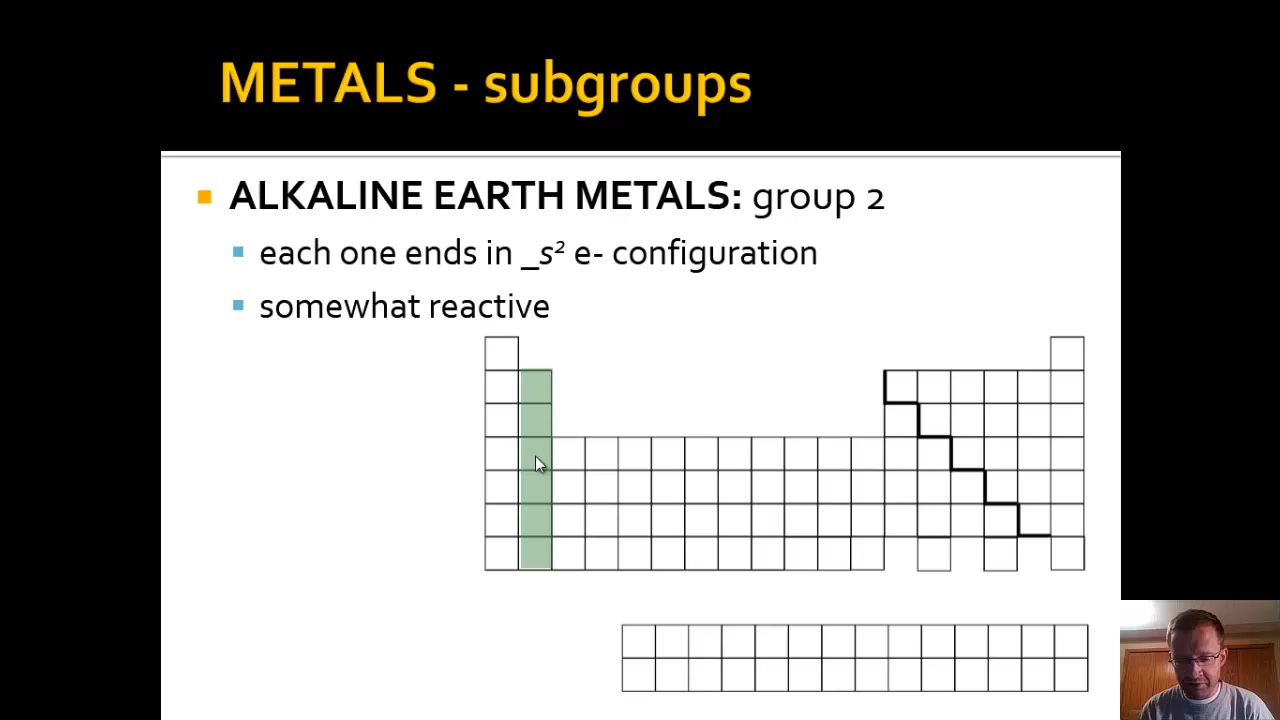 METALS - subgroups
ALKALINE EARTH METALS: group 2
each one ends in _s² e- configuration
somewhat reactive